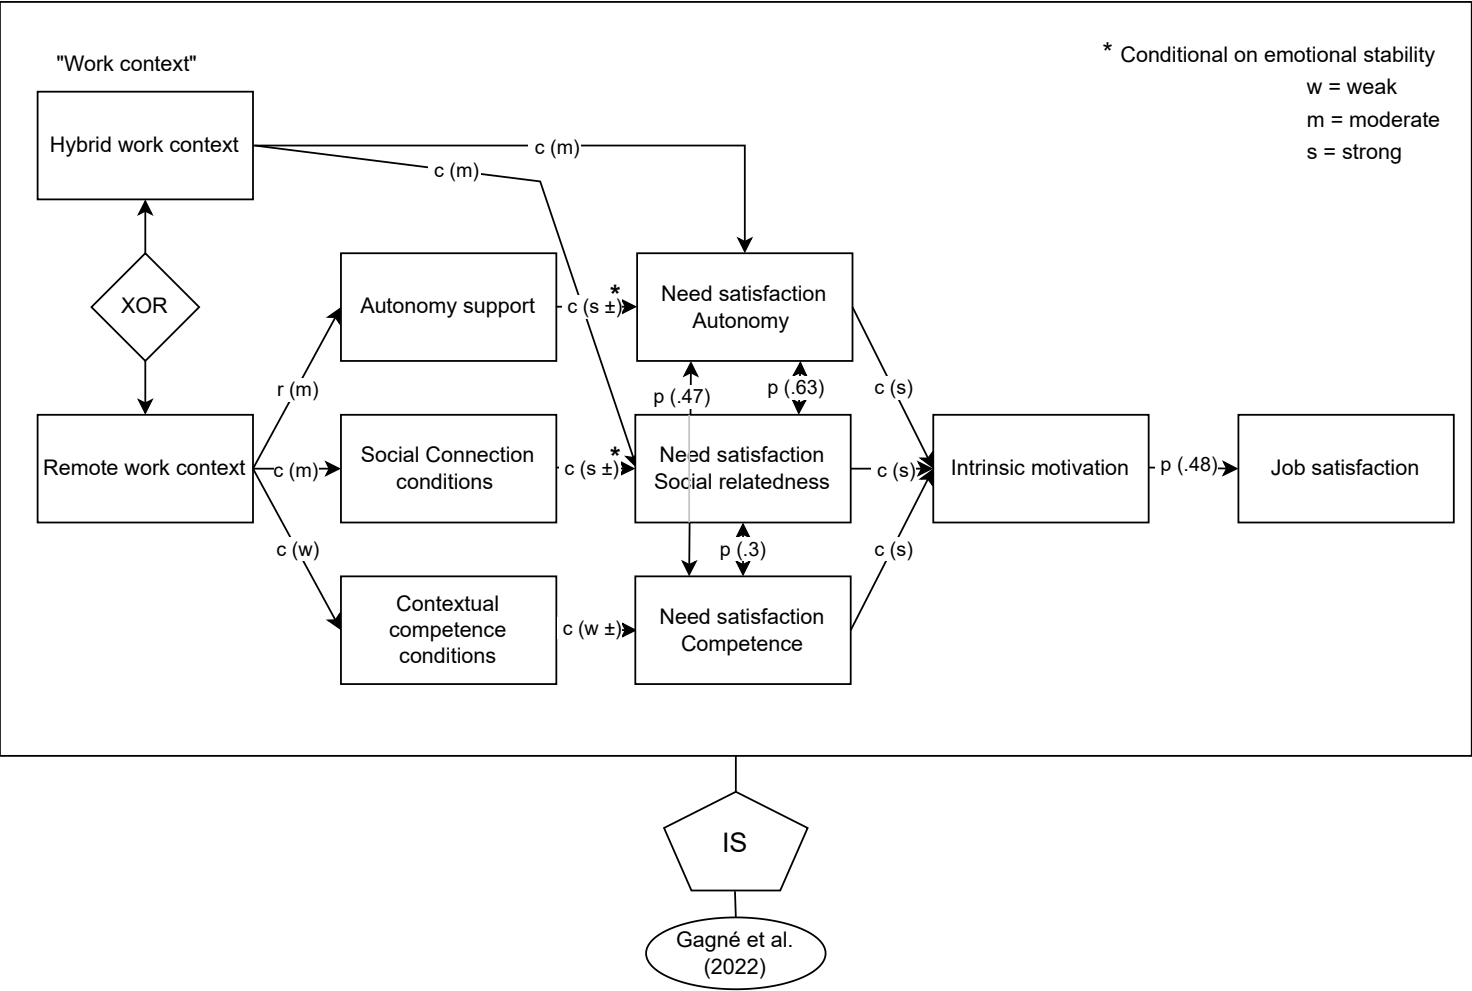 "Work context"
* Conditional on emotional stability
w = weak
m = moderate
s = strong
Hybrid work context
c (m)
c (m)
XOR
Autonomy support
c (s ±)
*
Need satisfaction
Autonomy
r (m)
p (.47)
p (.63)
c (s)
Remote work context
c (m)
Social Connection
conditions
c (s ±)
*
Need satisfaction
Social relatedness
c (s)
Intrinsic motivation
p (.48)
Job satisfaction
c (w)
p (.3)
c (s)
Contextual
competence
conditions
c (w ±)
Need satisfaction
Competence
IS
Gagné et al.
(2022)